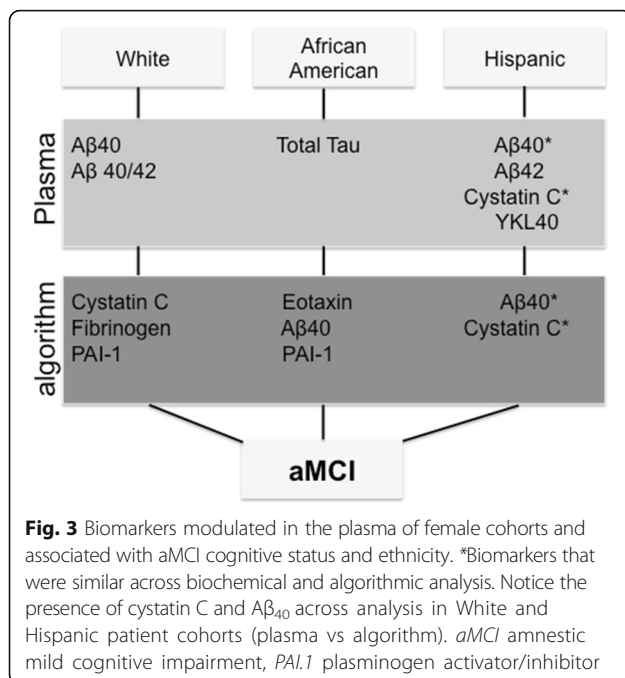 White
African
American
Hispanic
Plasma
Aβ40
Aβ 40/42
Total Tau
Aβ40*
Aβ42
Cystatin C*
YKL40
algorithm
Cystatin C
Fibrinogen
PAI-1
Eotaxin
Aβ40
PAI-1
Aβ40*
Cystatin C*
aMCI
Fig. 3 Biomarkers modulated in the plasma of female cohorts and
associated with aMCI cognitive status and ethnicity. *Biomarkers that
were similar across biochemical and algorithmic analysis. Notice the
presence of cystatin C and Aβ40 across analysis in White and
Hispanic patient cohorts (plasma vs algorithm). aMCI amnestic
mild cognitive impairment, PAI.1 plasminogen activator/inhibitor